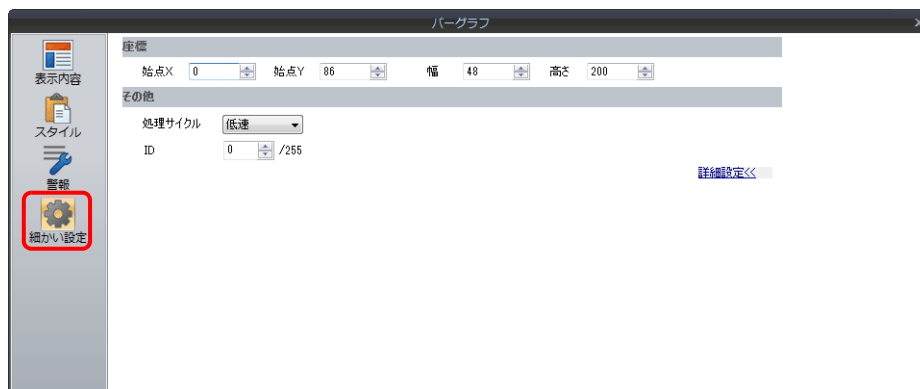 バーグラフ
表示内容
スタイル
警報
細かい設定
座標
始点X 0 始点Y 86 幅 48 高さ 200
その他
処理サイクル 低速
ID 0 /255
詳細設定<<